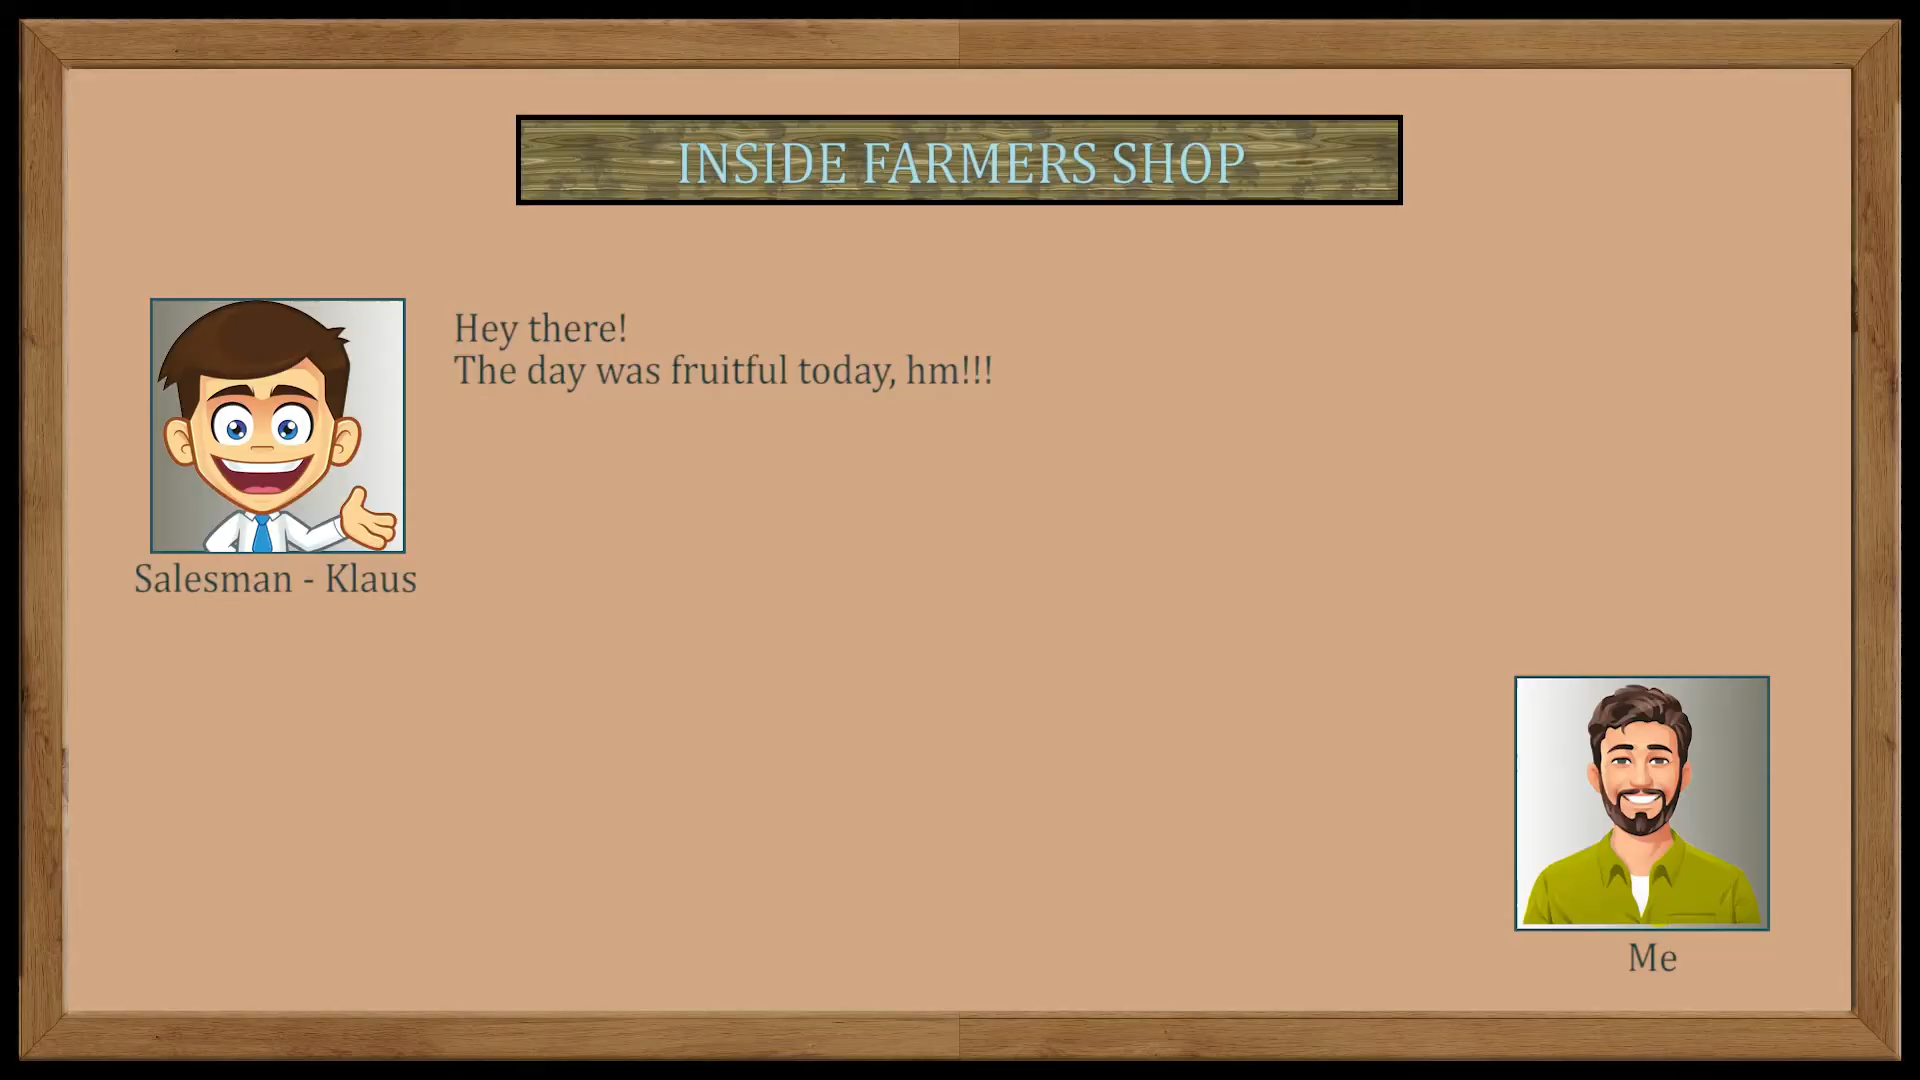 INSIDE FARMERS SHOP
Hey there!
The day was fruitful today, hm!!!
Salesman - Klaus
Me